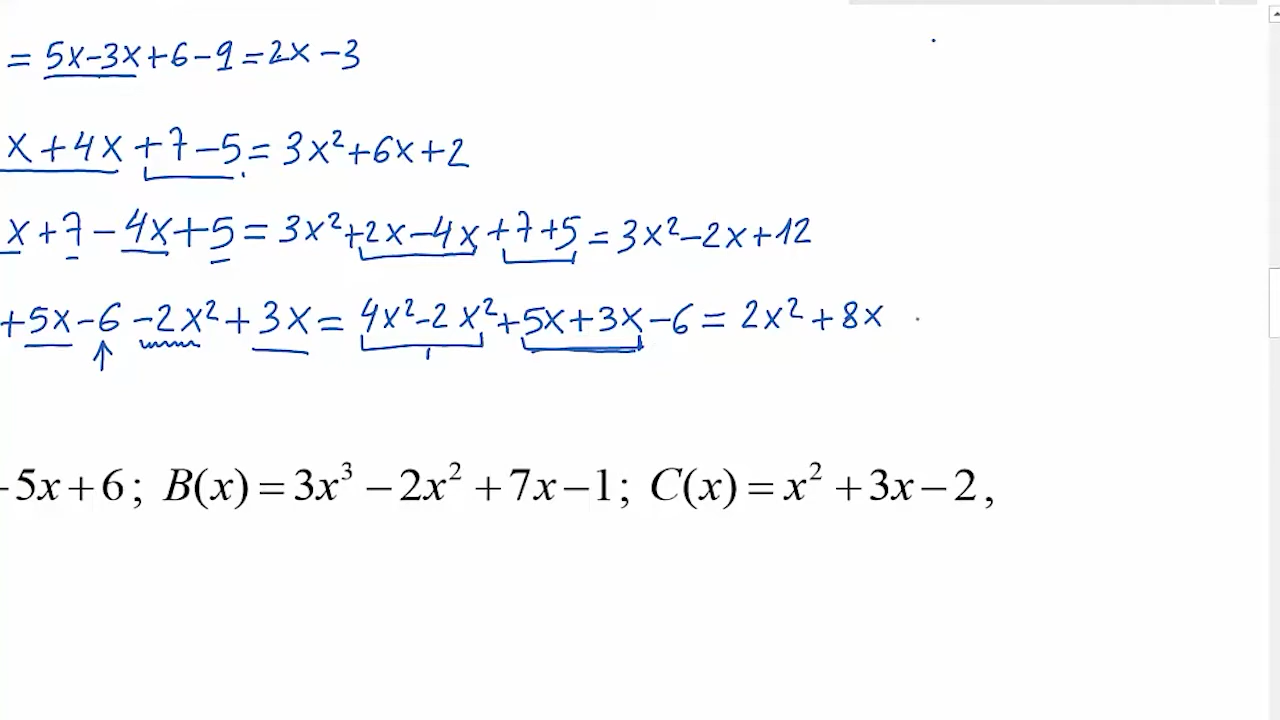 = 5x-3x+6-9=2x-3
x+4x+7-5=3x²+6x+2
x+7-4x+5=3x²+2x-4x+7+5=3x²-2x+12
+5x-6-2x²+3x=4x²-2x²+5x+3x-6=2x²+8x
-5x+6; B(x)=3x³-2x²+7x-1; C(x)=x²+3x-2,